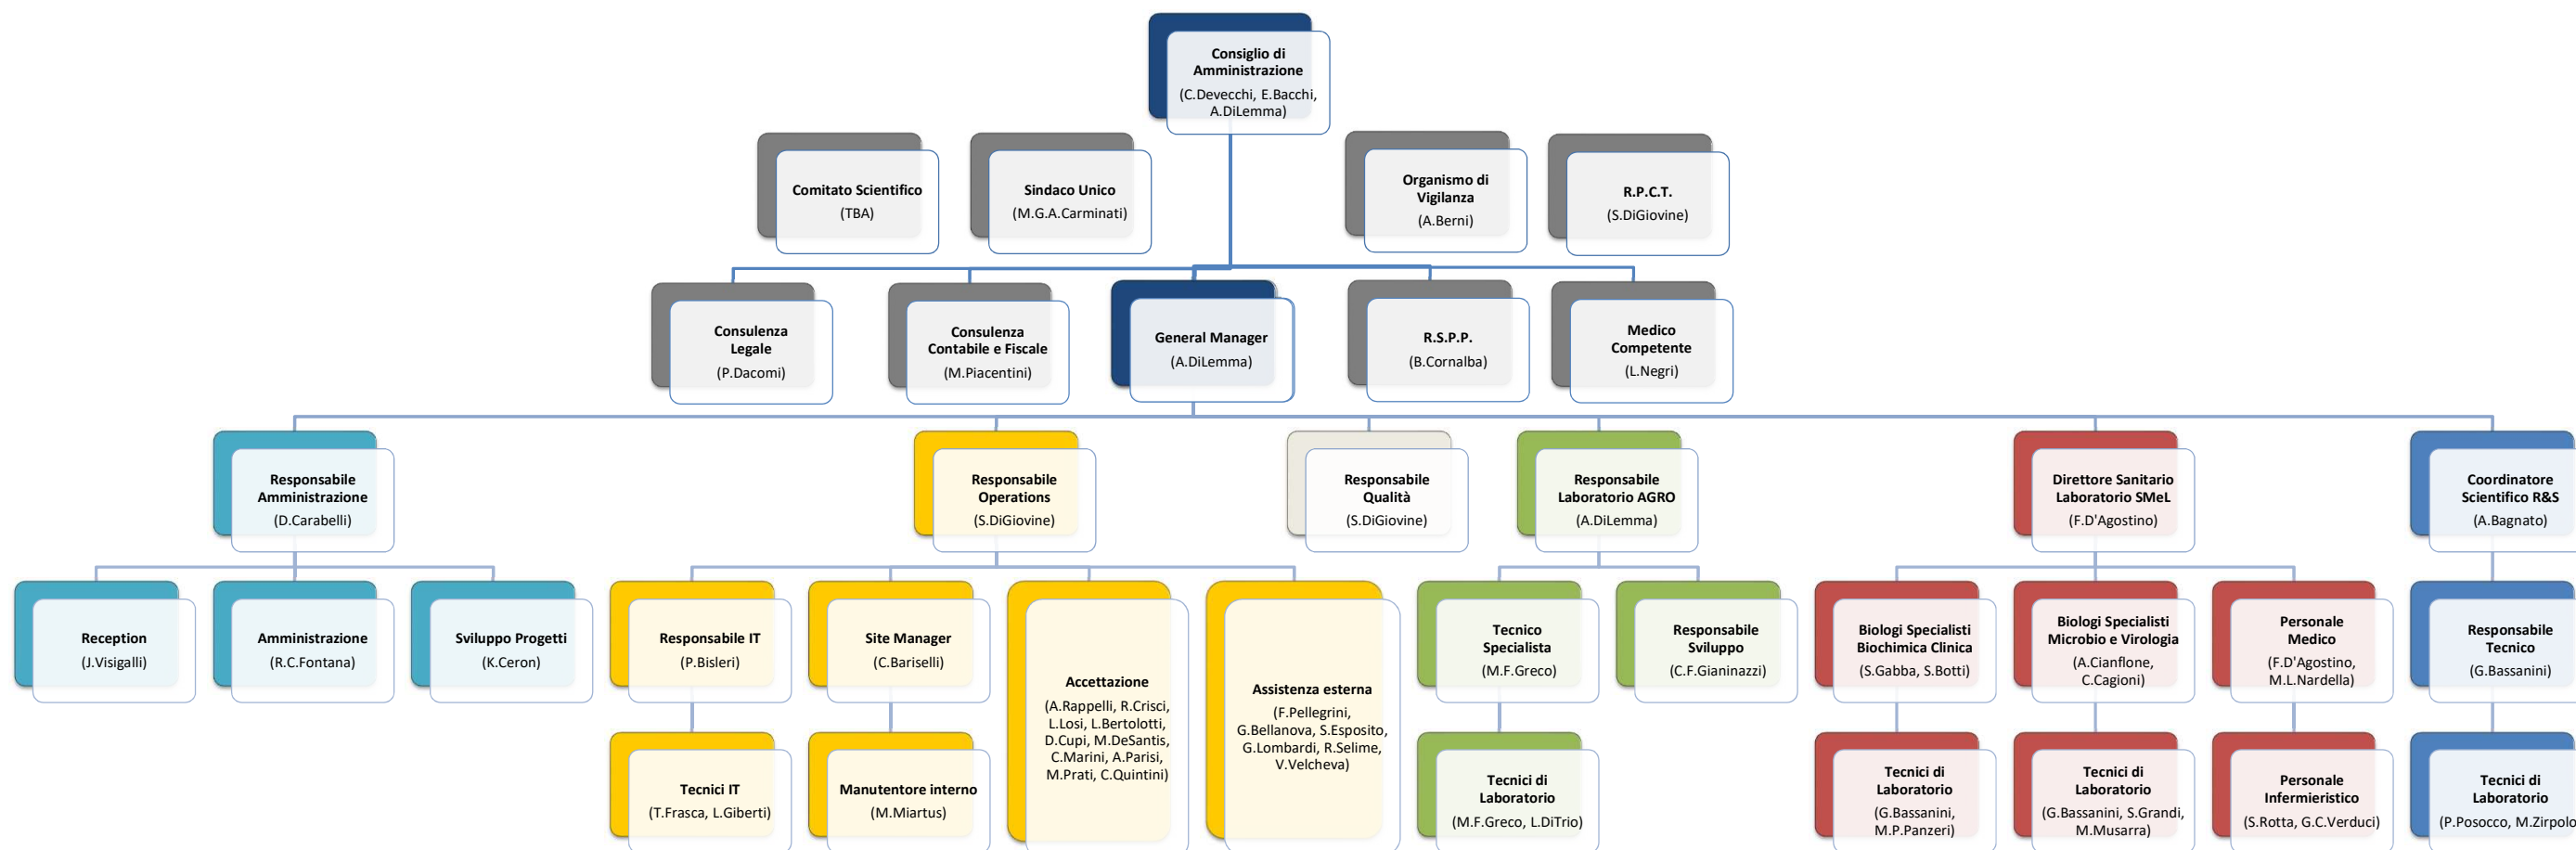 Consiglio di
Amministrazione
(C.Devecchi, E.Bacchi,
A.DiLemma)
Comitato Scientifico
(TBA)
Sindaco Unico
(M.G.A.Carminati)
Organismo di
Vigilanza
(A.Berni)
R.P.C.T.
(S.DiGiovine)
Consulenza
Legale
(P.Dacomi)
Consulenza
Contabile e Fiscale
(M.Piacentini)
General Manager
(A.DiLemma)
R.S.P.P.
(B.Cornalba)
Medico
Competente
(L.Negri)
Responsabile
Amministrazione
(D.Carabelli)
Responsabile
Operations
(S.DiGiovine)
Responsabile
Qualità
(S.DiGiovine)
Responsabile
Laboratorio AGRO
(A.DiLemma)
Direttore Sanitario
Laboratorio SMeL
(F.D'Agostino)
Coordinatore
Scientifico R&S
(A.Bagnato)
Reception
(J.Visigalli)
Amministrazione
(R.C.Fontana)
Sviluppo Progetti
(K.Ceron)
Responsabile IT
(P.Bisleri)
Site Manager
(C.Bariselli)
Accettazione
(A.Rappelli, R.Crisci,
L.Losi, L.Bertolotti,
D.Cupi, M.DeSantis,
C.Marini, A.Parisi,
M.Prati, C.Quintini)
Assistenza esterna
(F.Pellegrini,
G.Bellanova, S.Esposito,
G.Lombardi, R.Selime,
V.Velcheva)
Tecnico
Specialista
(M.F.Greco)
Responsabile
Sviluppo
(C.F.Gianinazzi)
Biologi Specialisti
Biochimica Clinica
(S.Gabba, S.Botti)
Biologi Specialisti
Microbio e Virologia
(A.Cianflone,
C.Cagioni)
Personale
Medico
(F.D'Agostino,
M.L.Nardella)
Responsabile
Tecnico
(G.Bassanini)
Tecnici IT
(T.Frasca, L.Giberti)
Manutentore interno
(M.Miartus)
Tecnici di
Laboratorio
(M.F.Greco, L.DiTrio)
Tecnici di
Laboratorio
(G.Bassanini,
M.P.Panzeri)
Tecnici di
Laboratorio
(G.Bassanini, S.Grandi,
M.Musarra)
Personale
Infermieristico
(S.Rotta, G.C.Verduci)
Tecnici di
Laboratorio
(P.Posocco, M.Zirpolo